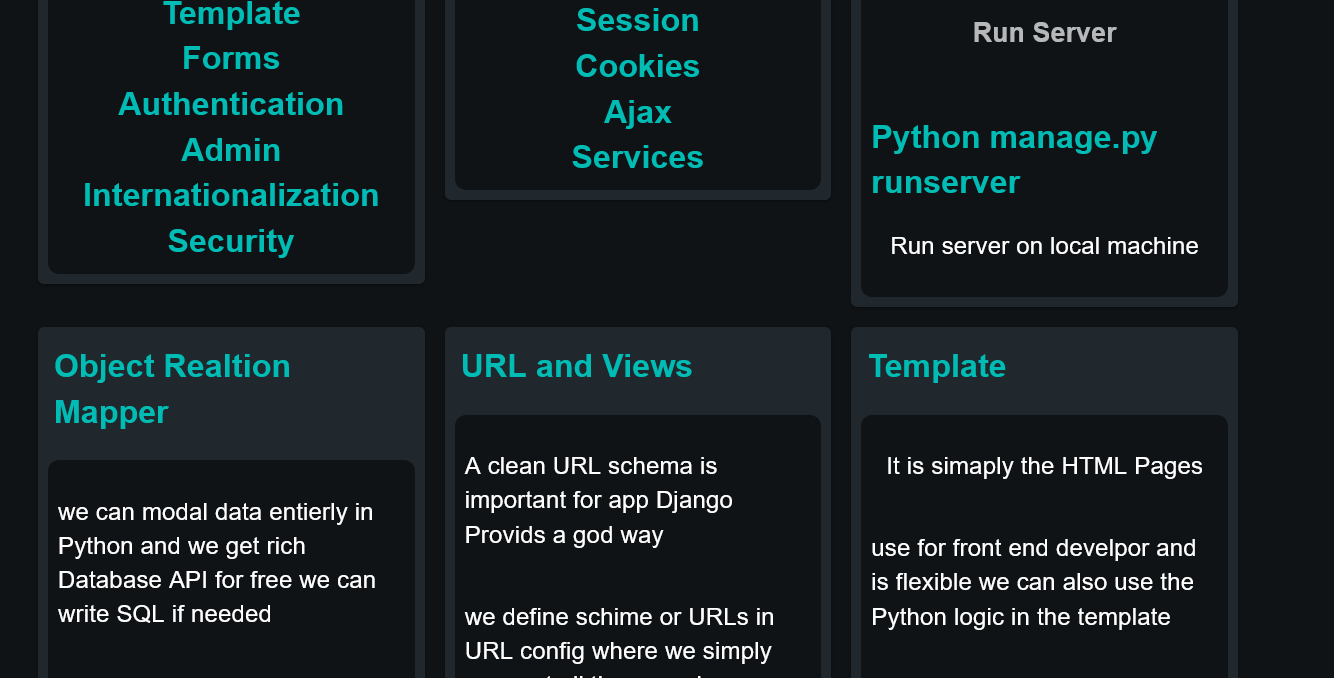 Template
Forms
Authentication
Admin
Internationalization
Security
Session
Cookies
Ajax
Services
Run Server
Python manage.py
runserver
Run server on local machine
Object Realtion
Mapper
we can modal data entierly in
Python and we get rich
Database API for free we can
write SQL if needed
URL and Views
A clean URL schema is
important for app Django
Provids a god way
we define schime or URLs in
URL config where we simply
Template
It is simaply the HTML Pages
use for front end develpor and
is flexible we can also use the
Python logic in the template